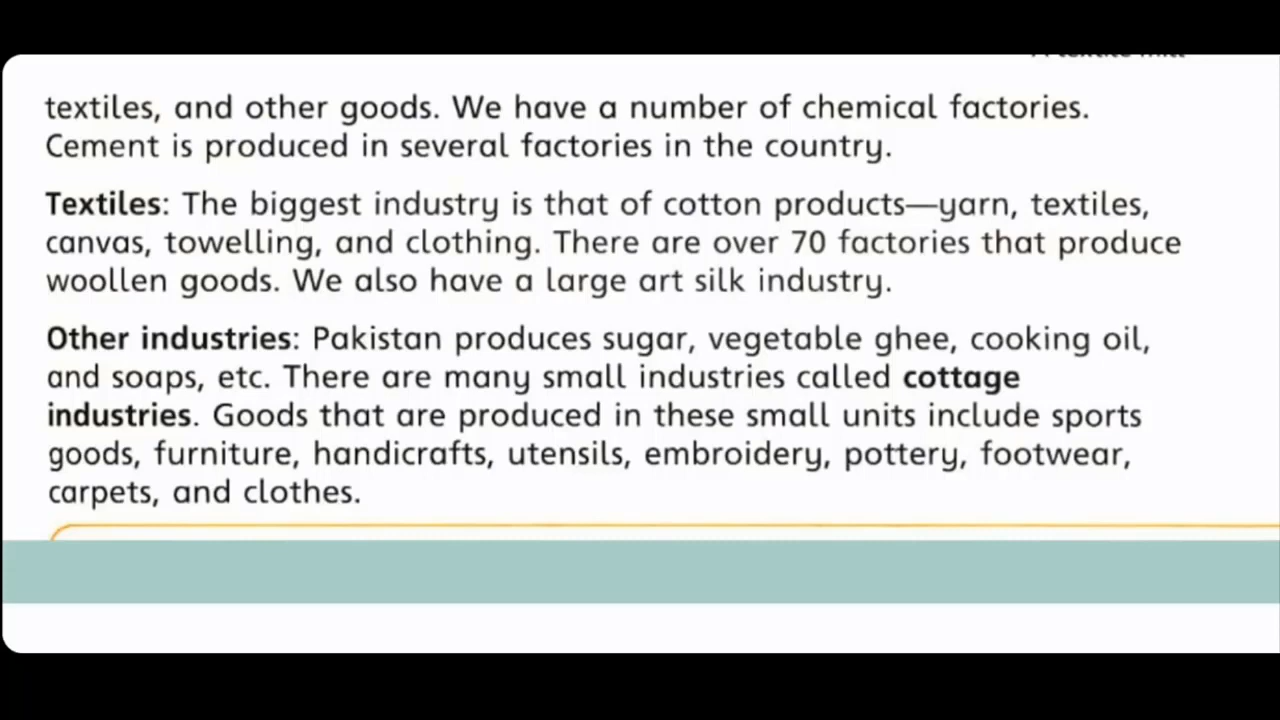 textiles, and other goods. We have a number of chemical factories.
Cement is produced in several factories in the country.
Textiles: The biggest industry is that of cotton products—yarn, textiles,
canvas, towelling, and clothing. There are over 70 factories that produce
woollen goods. We also have a large art silk industry.
Other industries: Pakistan produces sugar, vegetable ghee, cooking oil,
and soaps, etc. There are many small industries called cottage
industries. Goods that are produced in these small units include sports
goods, furniture, handicrafts, utensils, embroidery, pottery, footwear,
carpets, and clothes.